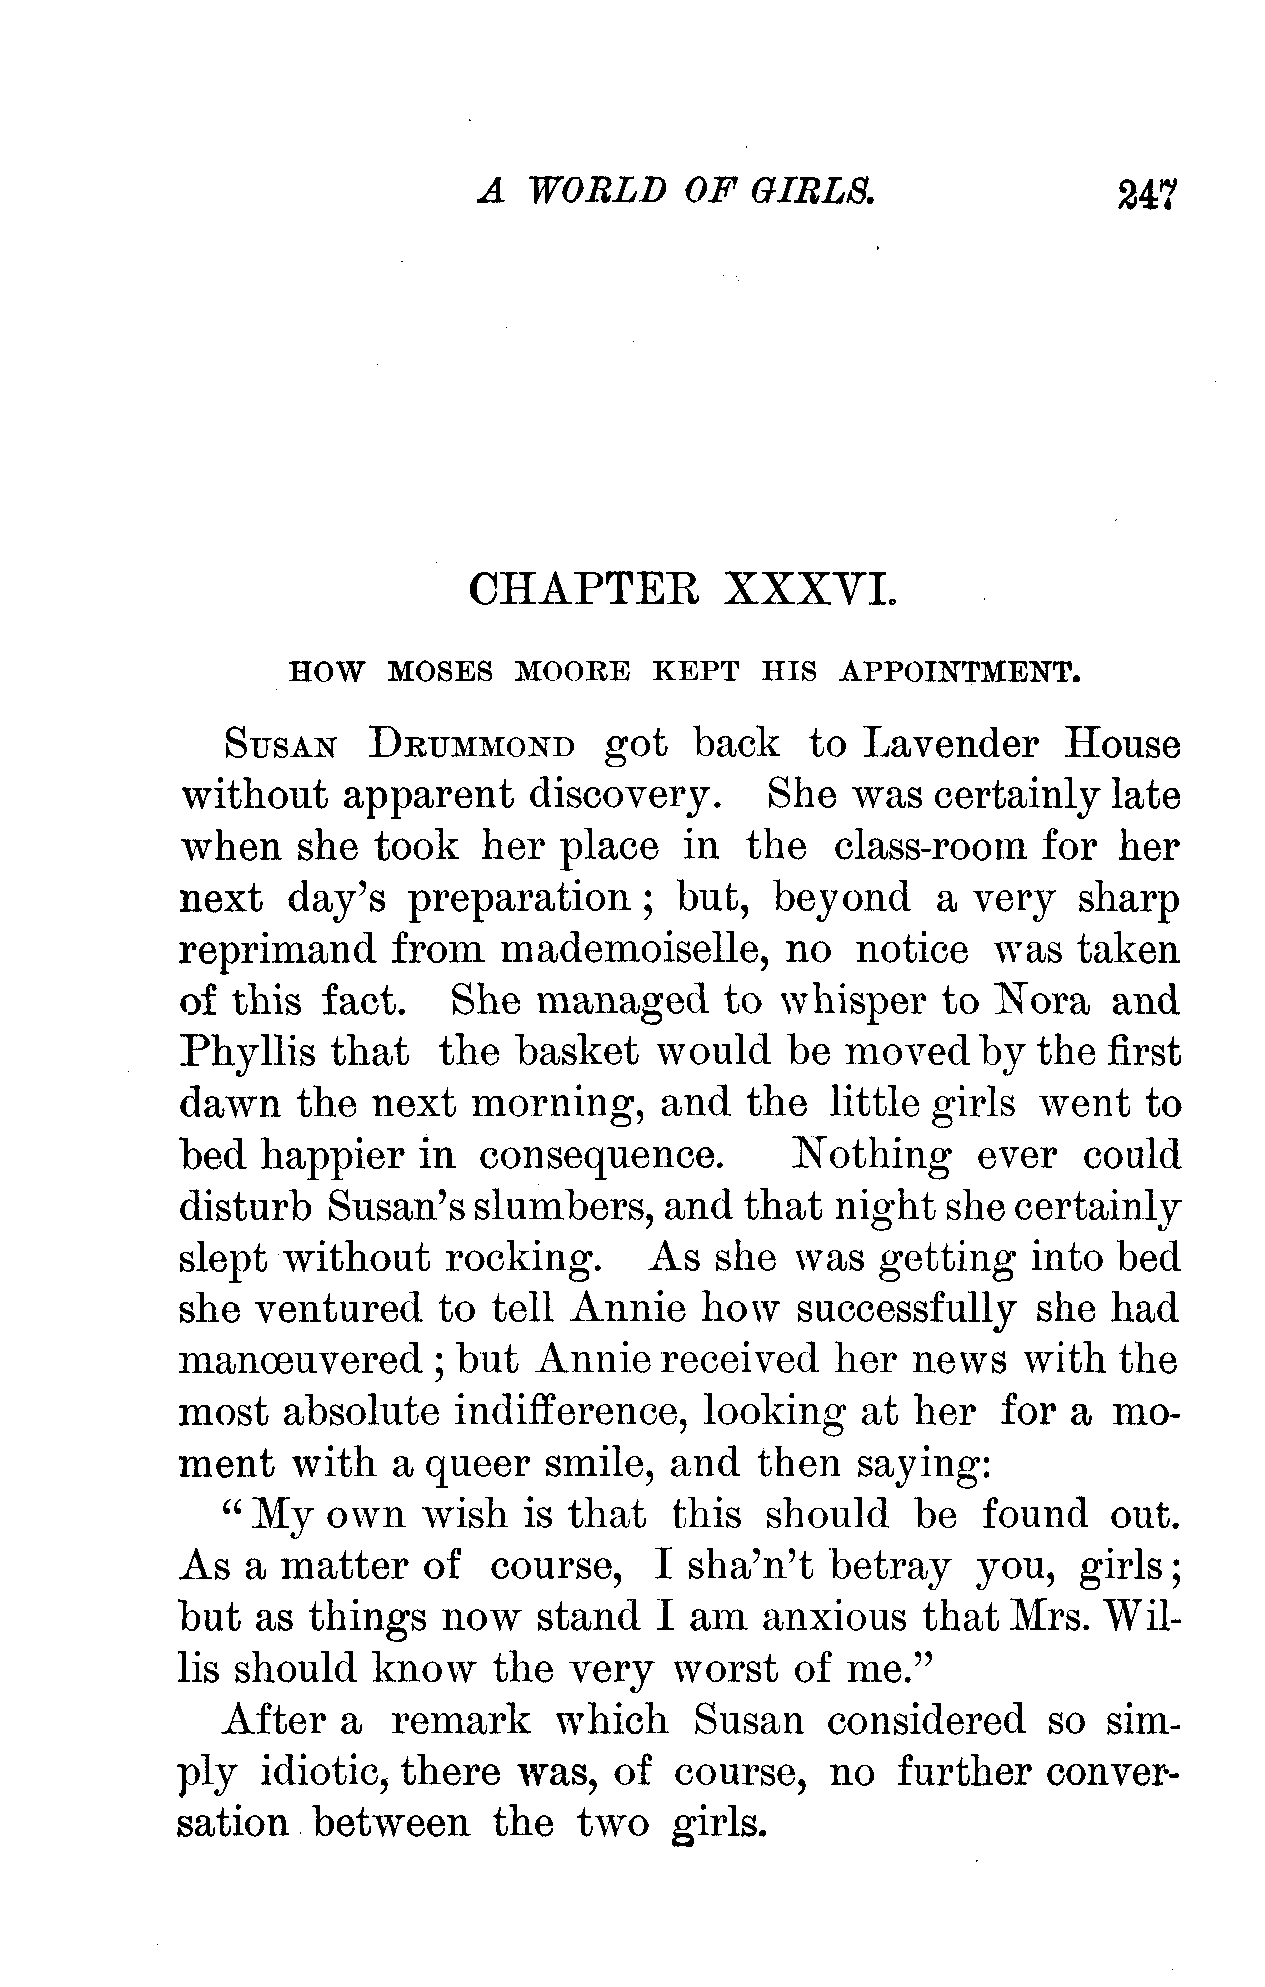 A WORLD OF GIRLS. 247
CHAPTER XXXVI.
HOW MOSES MOORE KEPT HIS APPOINTMENT.
SUSAN DRUMMOND got back to Lavender House
without apparent discovery. She was certainly late
when she took her place in the class-room for her
next day's preparation; but, beyond a very sharp
reprimand from mademoiselle, no notice was taken
of this fact. She managed to whisper to Nora and
Phyllis that the basket would be moved by the first
dawn the next morning, and the little girls went to
bed happier in consequence. Nothing ever could
disturb Susan's slumbers, and that night she certainly
slept without rocking. As she was getting into bed
she ventured to tell Annie how successfully she had
manœuvered; but Annie received her news with the
most absolute indifference, looking at her for a mo-
ment with a queer smile, and then saying:
"My own wish is that this should be found out.
As a matter of course, I sha'n't betray you, girls;
but as things now stand I am anxious that Mrs. Wil-
lis should know the very worst of me."
After a remark which Susan considered so sim-
ply idiotic, there was, of course, no further conver-
sation between the two girls.